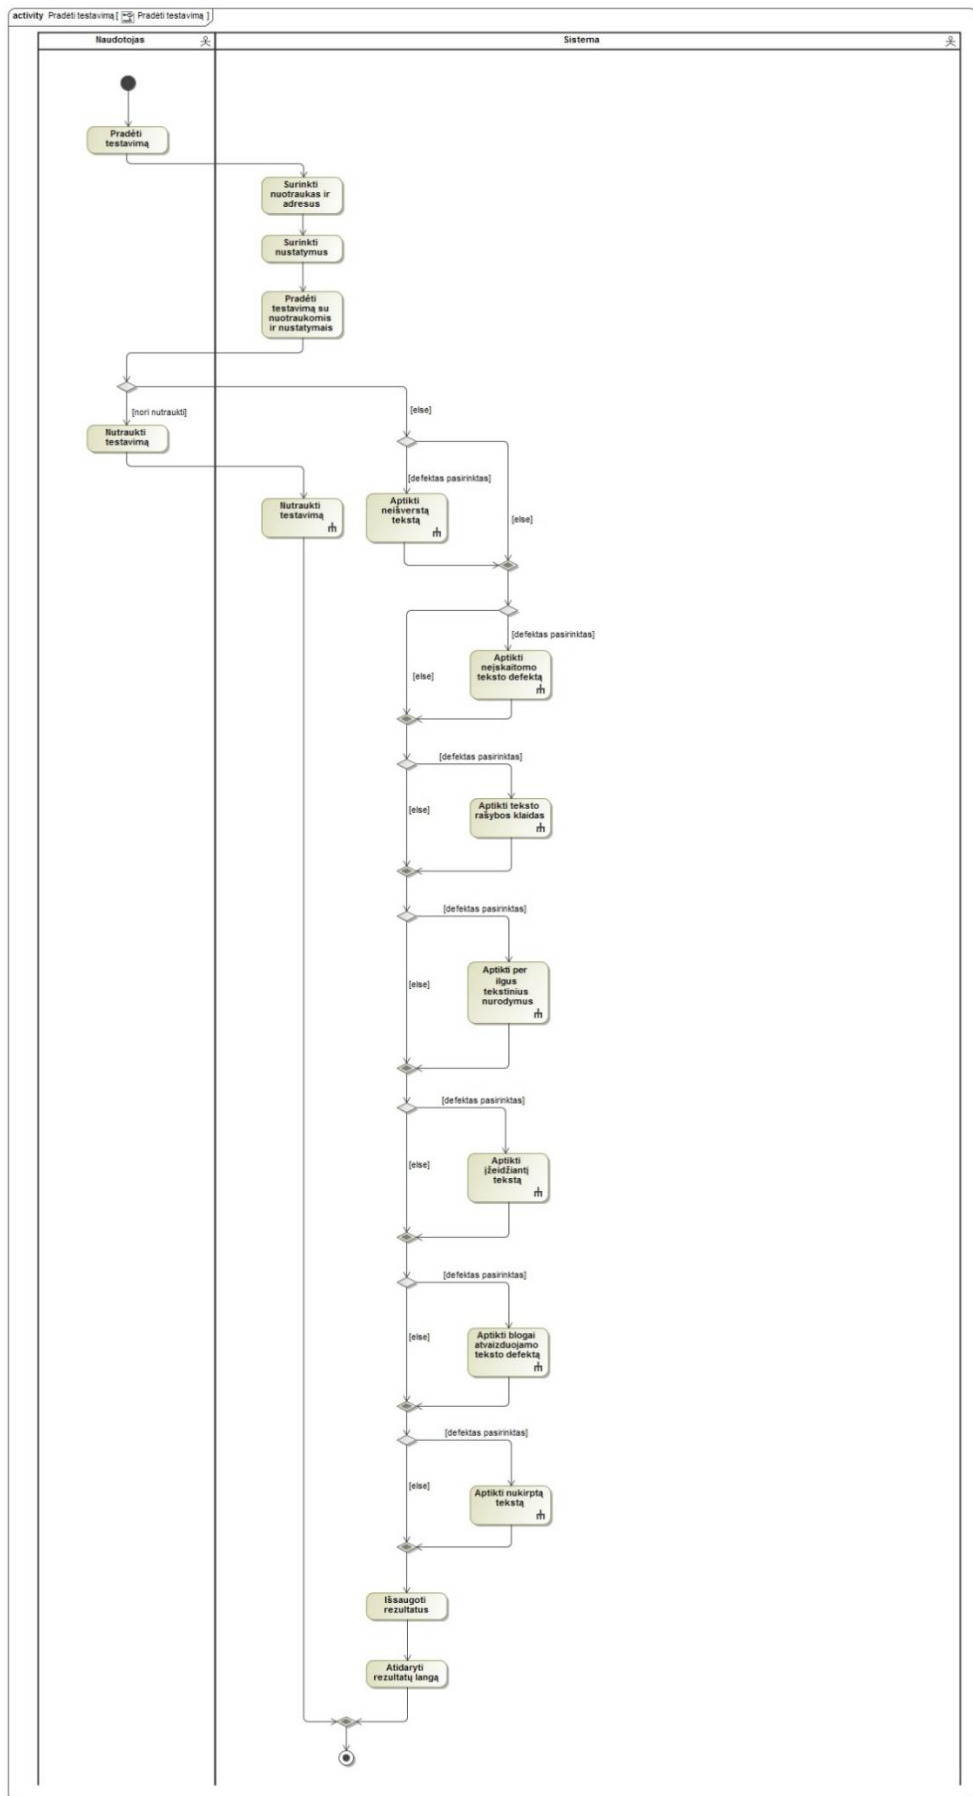 activity Pradėti testavimą [ Pradėti testavimą ]
Naudotojas
Sistema
Pradėti
testavimą
Surinkti
nuotraukas ir
adresus
Surinkti
nustatymus
Pradėti
testavimą su
nuotraukomis
ir nustatymais
[nori nutraukti]
[else]
Nutraukti
testavimą
[defektas pasirinktas]
Nutraukti
testavimą
Aptikti
neišverstą
tekstą
[else]
[defektas pasirinktas]
Aptikti
neįskaitomo
teksto defektą
[else]
[defektas pasirinktas]
Aptikti teksto
rašybos klaidas
[else]
[defektas pasirinktas]
Aptikti per
ilgus
tekstinius
nurodymus
[else]
[defektas pasirinktas]
Aptikti
įžeidžiantį
tekstą
[else]
[defektas pasirinktas]
Aptikti blogai
atvaizduojamo
teksto defektą
[else]
[defektas pasirinktas]
Aptikti nukirptą
tekstą
[else]
Išsaugoti
rezultatus
Atidaryti
rezultatų langą